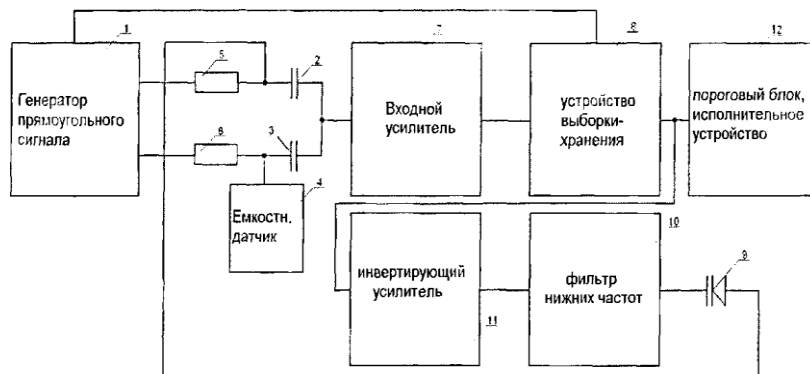 1
Генератор
прямоугольного
сигнала
5
2
6
3
4
Емкостн.
датчик
7
Входной
усилитель
8
устройство
выборки-
хранения
12
пороговый блок,
исполнительное
устройство
инвертирующий
усилитель
11
10
фильтр
нижних частот
9